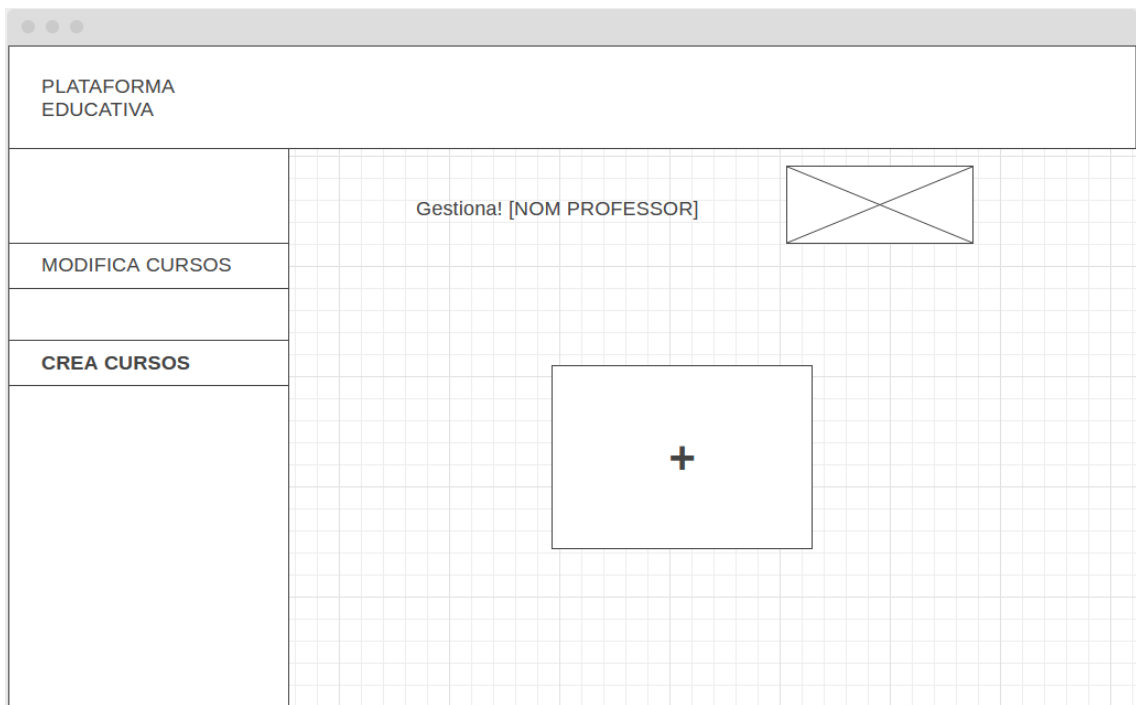 PLATAFORMA
EDUCATIVA
Gestiona! [NOM PROFESSOR]
MODIFICA CURSOS
CREA CURSOS
+